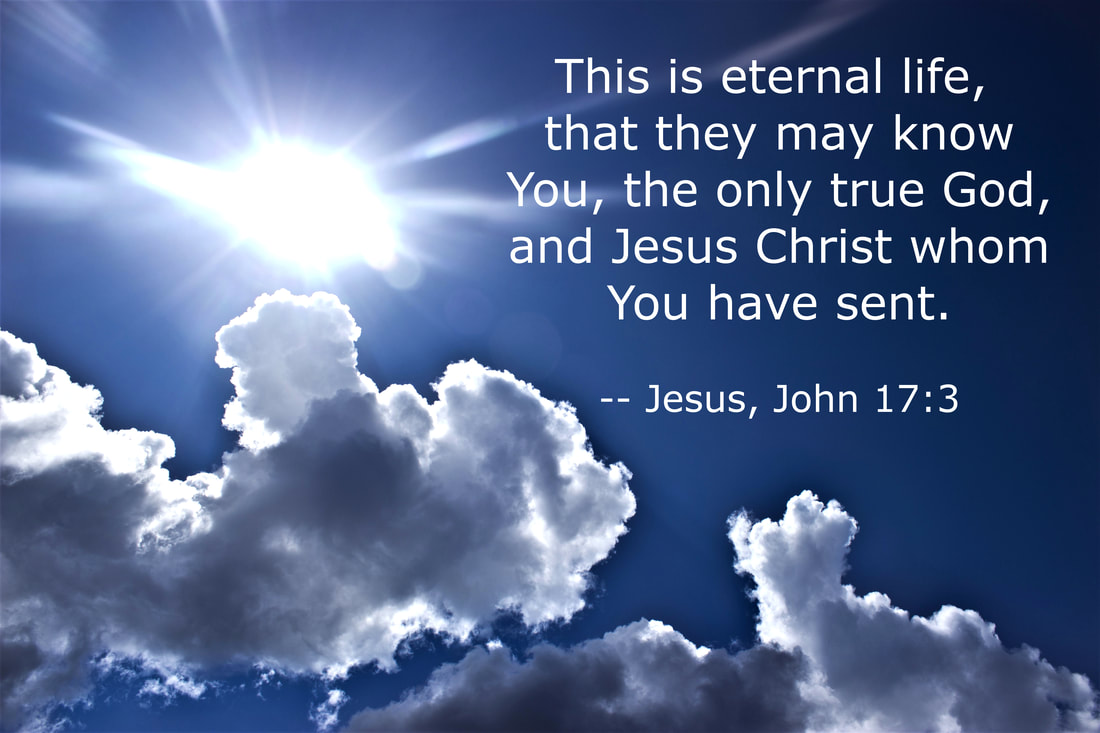 This is eternal life,
that they may know
You, the only true God,
and Jesus Christ whom
You have sent.
-- Jesus, John 17:3